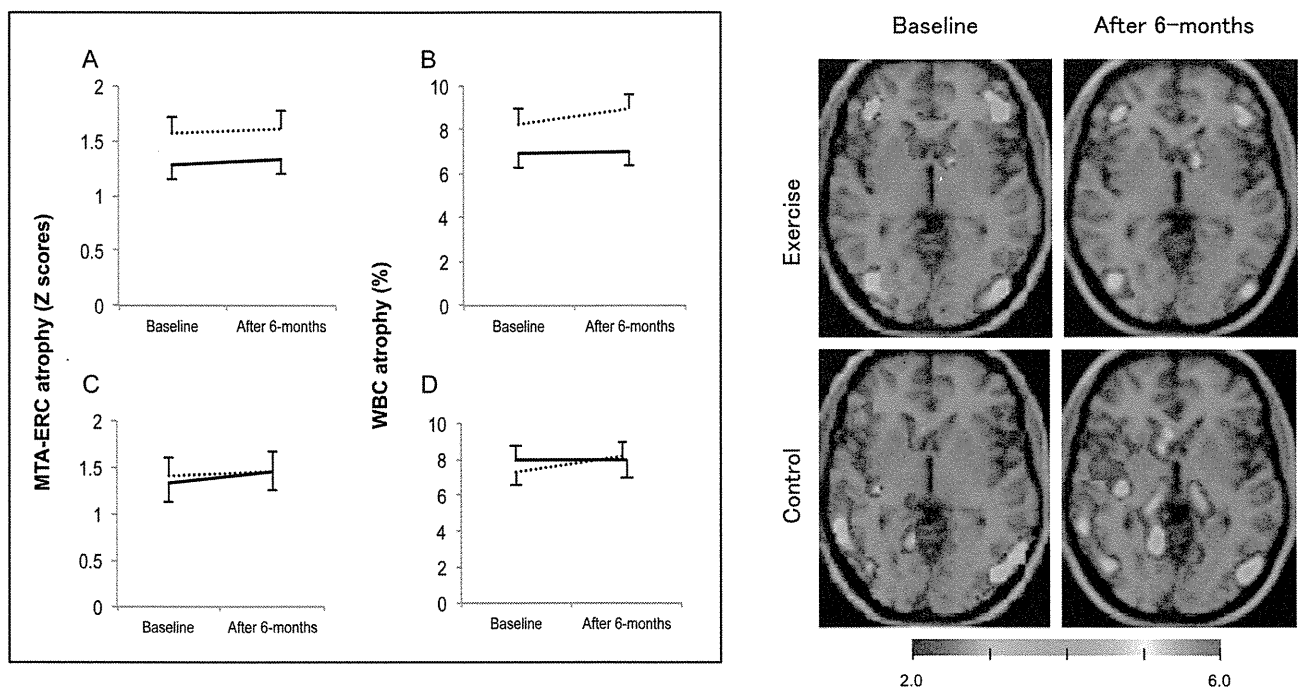 A
2
1.5
1
0.5
0
Baseline
After 6-months
MTA-ERC atrophy (Z scores)
B
10
8
6
4
2
0
Baseline
After 6-months
WBC atrophy (%)
C
2
1.5
1
0.5
0
Baseline
After 6-months
D
10
8
6
4
2
0
Baseline
After 6-months
Baseline
After 6-months
Exercise
Control
2.0
6.0